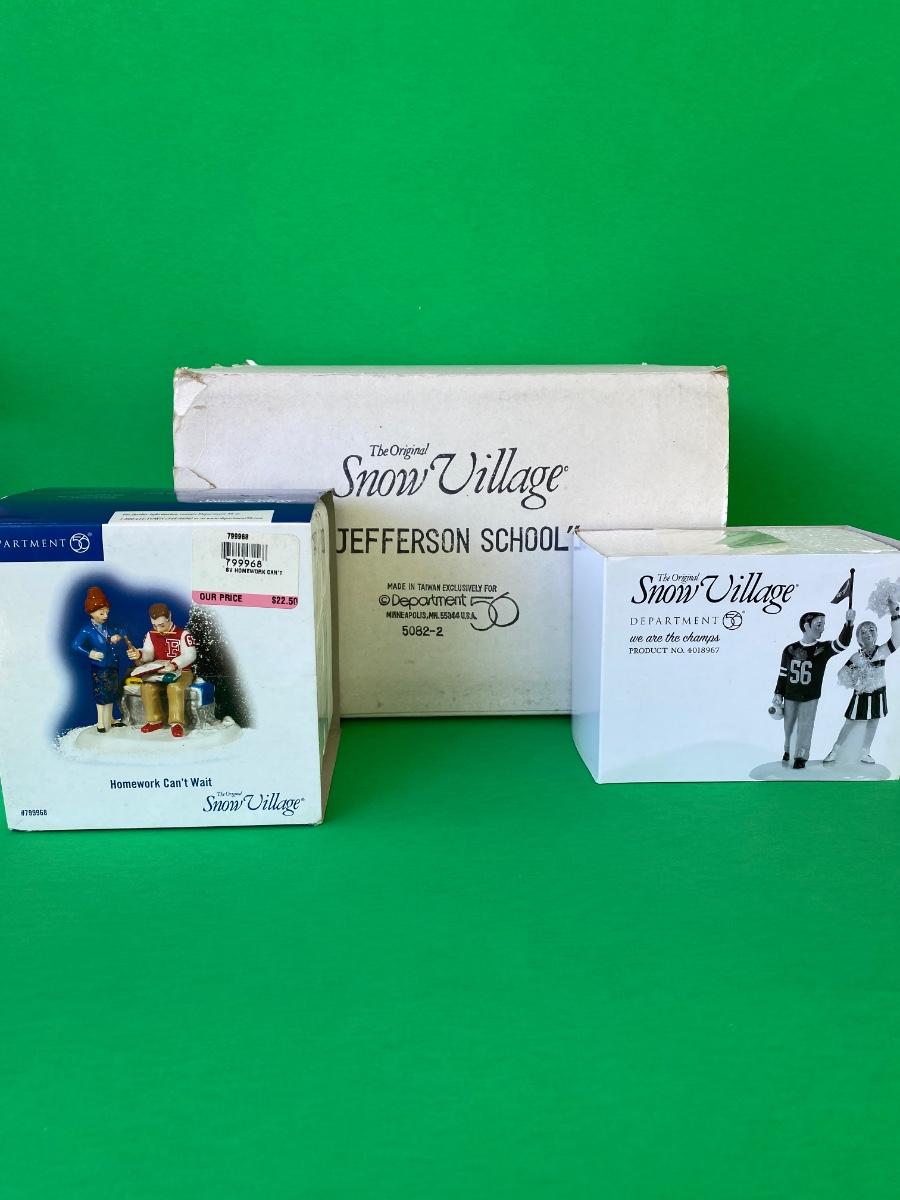 The Original
Snow Village
JEFFERSON SCHOOL"
MADE IN TAIWAN EXCLUSIVELY FOR
© Department 56
MINNEAPOLIS, MN. 55344 U.S.A.
5082-2
PARTMENT 56®
799968
799968
SV HOMEWORK CAN'T
OUR PRICE $22.50
F
Homework Can't Wait
The Original
Snow Village®
#799968
The Original
Snow Village®
DEPARTMENT 56®
we are the champs
PRODUCT NO. 4018967
56